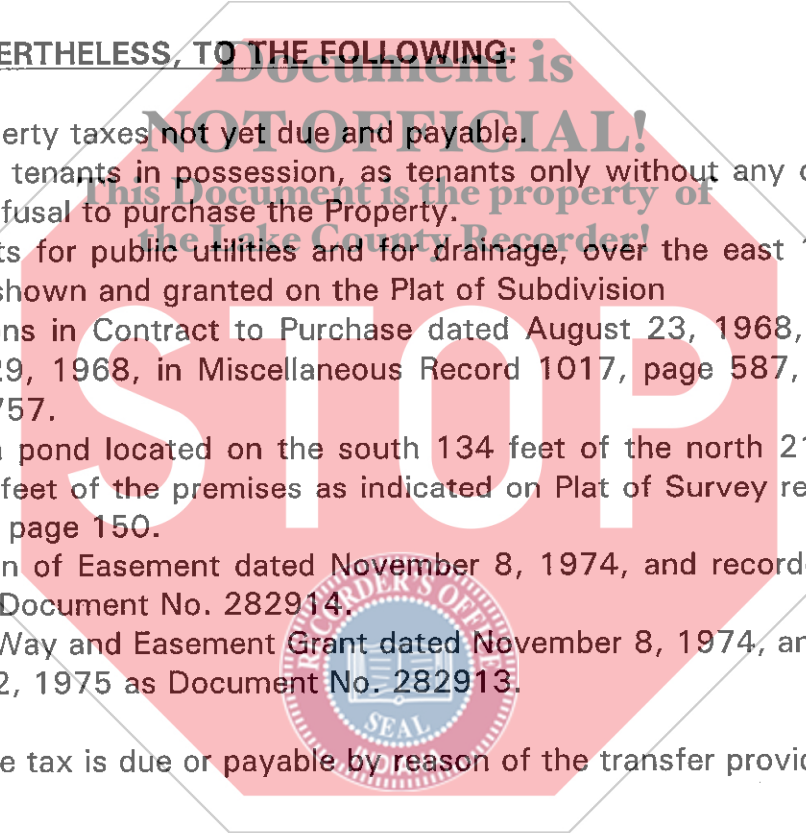 ERTHELESS, TO THE FOLLOWING:
Document is
erty taxes not yet due and payable.
NOT OFFICIAL!
tenants in possession, as tenants only without any
This Document is the property of
fusal to purchase the Property.
the Lake County Recorder!
ts for public utilities and for drainage, over the east
shown and granted on the Plat of Subdivision
ns in Contract to Purchase dated August 23, 1968,
29, 1968, in Miscellaneous Record 1017, page 587,
757.
STOP
pond located on the south 134 feet of the north 21
feet of the premises as indicated on Plat of Survey re
page 150.
n of Easement dated November 8, 1974, and record
Document No. 282914.
Way and Easement Grant dated November 8, 1974, an
2, 1975 as Document No. 282913.
RECORDER'S OFFICE
SEAL
INDIANA
e tax is due or payable by reason of the transfer provid